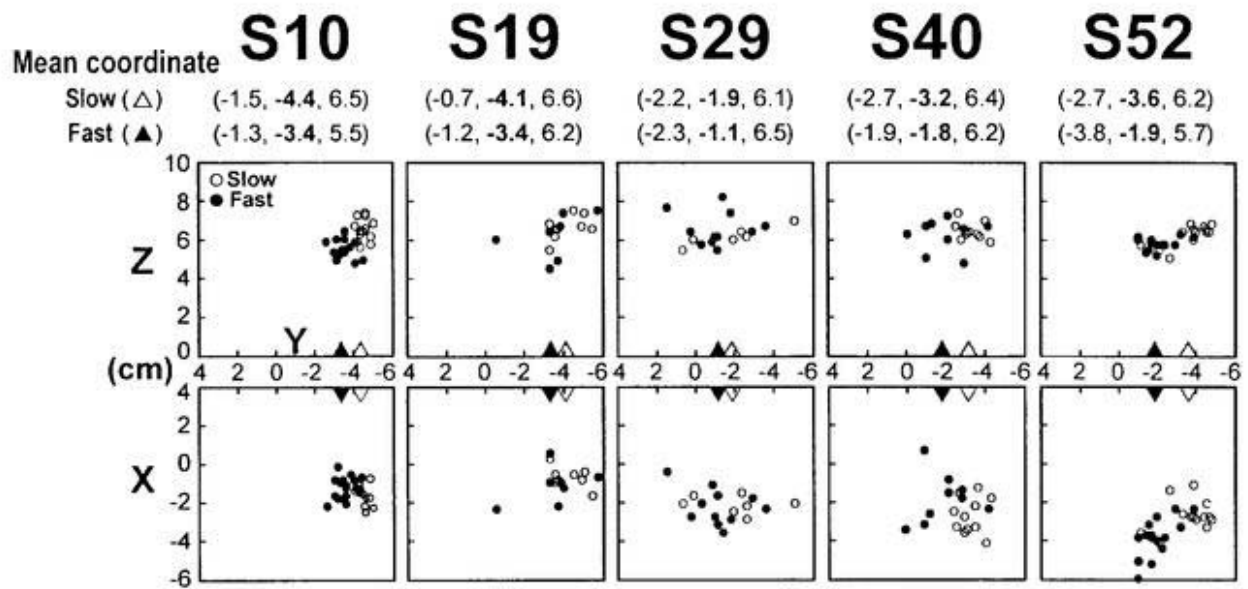 S10 S19 S29 S40 S52
Mean coordinate
Slow (△) (-1.5, -4.4, 6.5) (-0.7, -4.1, 6.6) (-2.2, -1.9, 6.1) (-2.7, -3.2, 6.4) (-2.7, -3.6, 6.2)
Fast (▲) (-1.3, -3.4, 5.5) (-1.2, -3.4, 6.2) (-2.3, -1.1, 6.5) (-1.9, -1.8, 6.2) (-3.8, -1.9, 5.7)
10
○ Slow
8
● Fast
6
Z
4
2
Y
0
(cm) 4 2 0 -2 -4 -6 4 2 0 -2 -4 -6 4 2 0 -2 -4 -6 4 2 0 -2 -4 -6 4 2 0 -2 -4 -6
4
2
0
X
-2
-4
-6